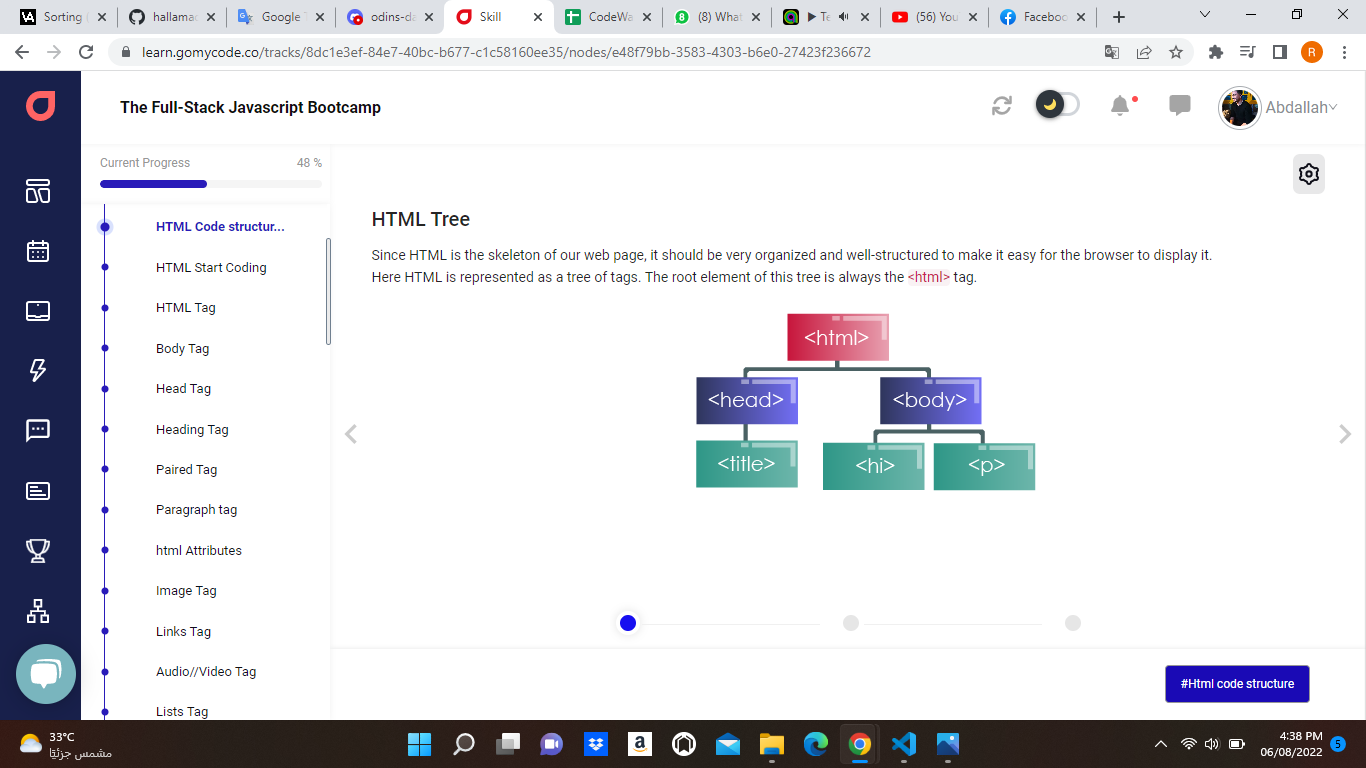 Sorting
hallamao
Google
odins-da
Skill
CodeWa
(8) What
(56) You
Faceboo
learn.gomycode.co/tracks/8dc1e3ef-84e7-40bc-b677-c1c58160ee35/nodes/e48f79bb-3583-4303-b6e0-27423f236672
R
The Full-Stack Javascript Bootcamp
Abdallah
Current Progress 48 %
HTML Code structur...
HTML Start Coding
HTML Tag
Body Tag
Head Tag
Heading Tag
Paired Tag
Paragraph tag
html Attributes
Image Tag
Links Tag
Audio//Video Tag
Lists Tag
HTML Tree
Since HTML is the skeleton of our web page, it should be very organized and well-structured to make it easy for the browser to display it.
Here HTML is represented as a tree of tags. The root element of this tree is always the <html> tag.
<html>
<head> <body>
<title> <hi> <p>
#Html code structure
33°C
مشمس جزئيًا
4:38 PM
06/08/2022
5